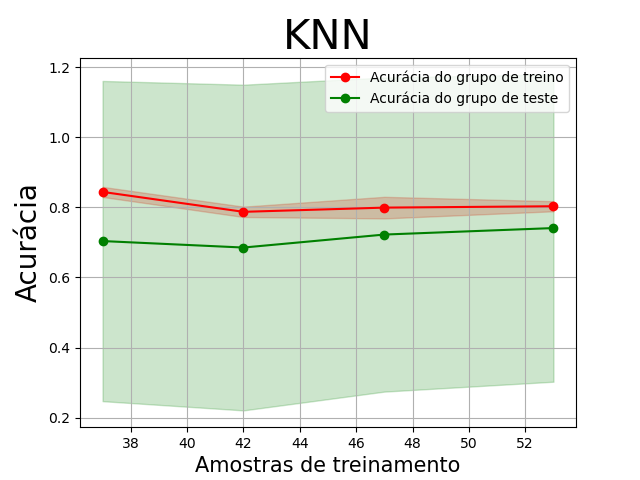 KNN
Acurácia do grupo de treino
Acurácia do grupo de teste
Acurácia
1.2
1.0
0.8
0.6
0.4
0.2
38 40 42 44 46 48 50 52
Amostras de treinamento